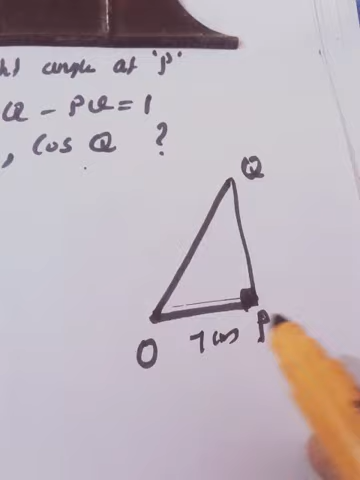 angle at 'P'
Q - PQ = 1
, Cos Q ?
Q
O 7 cm P